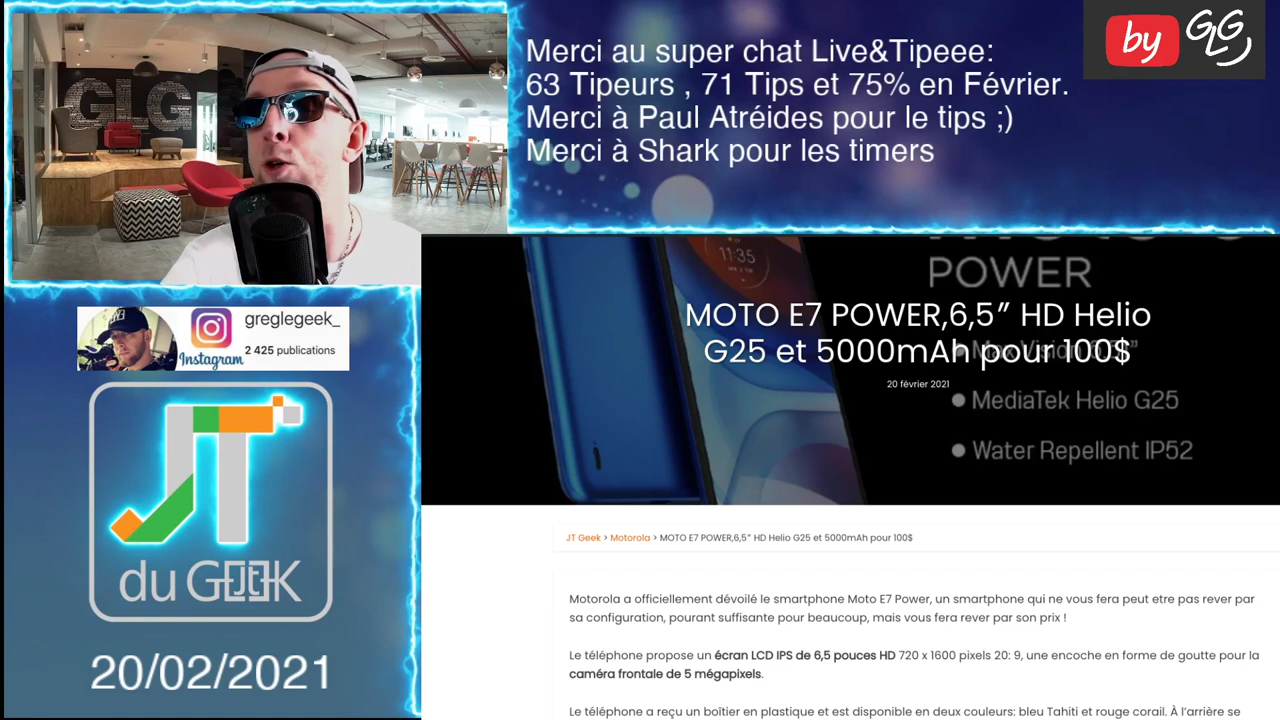 GLG
Merci au super chat Live&Tipeee:
63 Tipeurs , 71 Tips et 75% en Février.
Merci à Paul Atréides pour le tips ;)
Merci à Shark pour les timers
by GLG
greglegeek_
Instagram
2 425 publications
JT
du GEEK
20/02/2021
11:35
POWER
MOTO E7 POWER,6,5″ HD Helio
G25 et 5000mAh pour 100$
Max Vision 6.5"
20 février 2021
MediaTek Helio G25
Water Repellent IP52
JT Geek > Motorola > MOTO E7 POWER,6,5″ HD Helio G25 et 5000mAh pour 100$
Motorola a officiellement dévoilé le smartphone Moto E7 Power, un smartphone qui ne vous fera peut etre pas rever par
sa configuration, pourant suffisante pour beaucoup, mais vous fera rever par son prix !
Le téléphone propose un écran LCD IPS de 6,5 pouces HD 720 x 1600 pixels 20: 9, une encoche en forme de goutte pour la
caméra frontale de 5 mégapixels.
Le téléphone a reçu un boîtier en plastique et est disponible en deux couleurs: bleu Tahiti et rouge corail. À l'arrière se